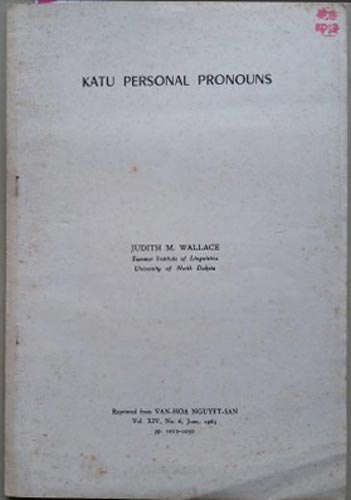 KATU PERSONAL PRONOUNS
JUDITH M. WALLACE
Summer Institute of Linguistics
University of North Dakota
Reprinted from VAN-HOA NGUYET-SAN
Vol. XIV, No. 6, June, 1965
pp.